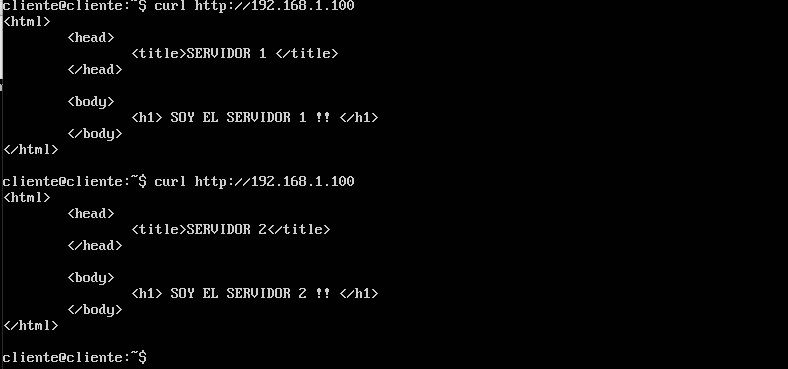 cliente@cliente:~$ curl http://192.168.1.100
<html>
        <head>
                <title>SERVIDOR 1 </title>
        </head>

        <body>
                <h1> SOY EL SERVIDOR 1 !! </h1>
        </body>
</html>

cliente@cliente:~$ curl http://192.168.1.100
<html>
        <head>
                <title>SERVIDOR 2</title>
        </head>

        <body>
                <h1> SOY EL SERVIDOR 2 !! </h1>
        </body>
</html>

cliente@cliente:~$